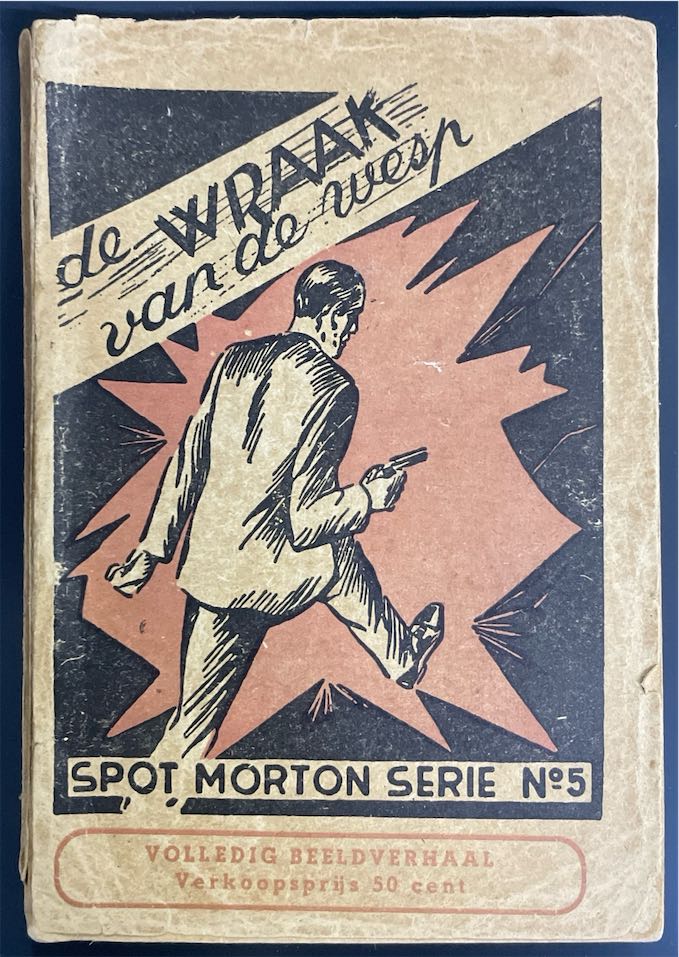 de WRAAK
van de wesp
SPOT MORTON SERIE Nº5
VOLLEDIG BEELDVERHAAL
Verkoopsprijs 50 cent